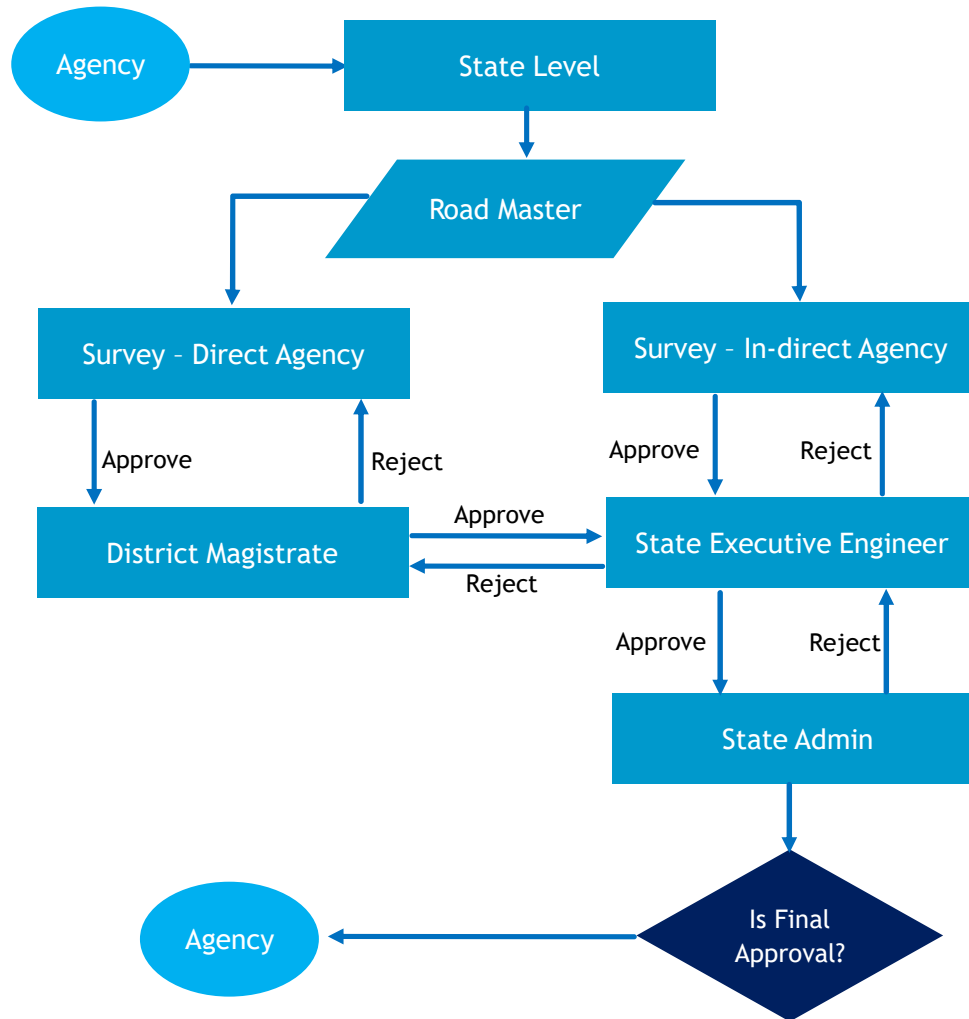 Agency
State Level
Road Master
Survey – Direct Agency
Survey – In-direct Agency
Approve
Reject
Approve
Reject
District Magistrate
Approve
Reject
State Executive Engineer
Approve
Reject
State Admin
Is Final
Approval?
Agency